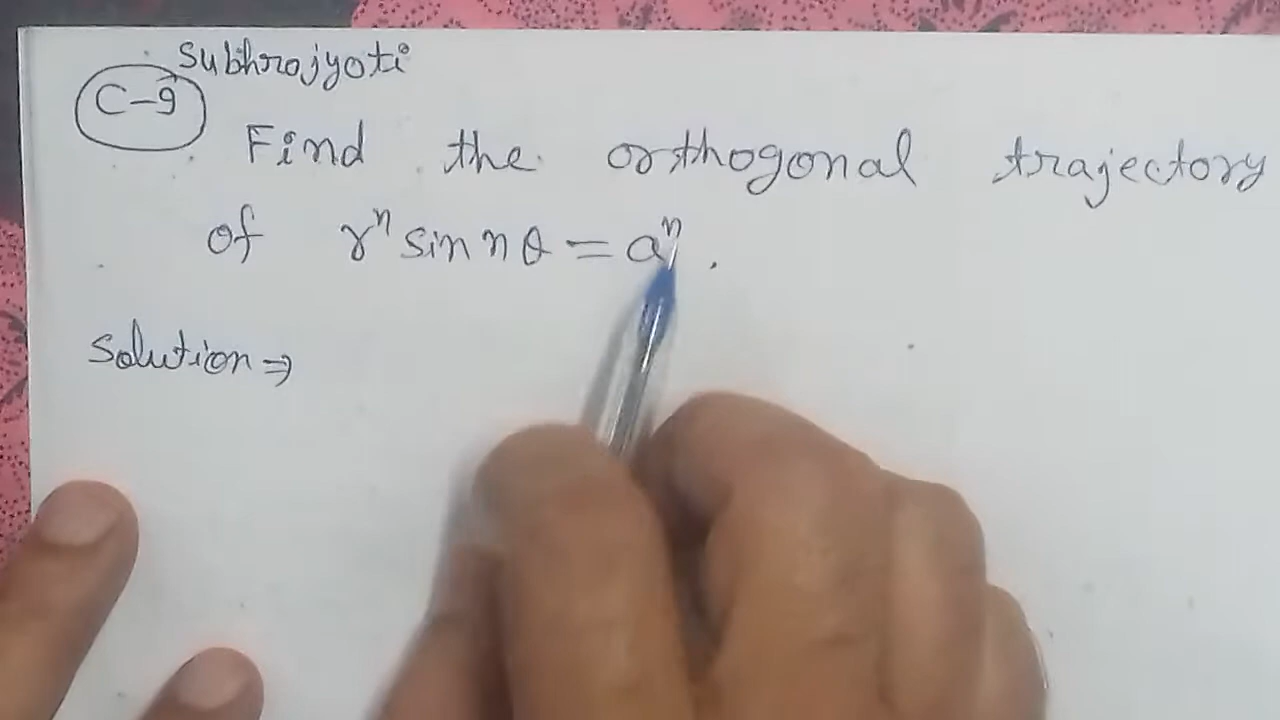 Subhrojyoti
C-9
Find the orthogonal trajectory
of rⁿ sin nθ = aⁿ.
Solution ⇒